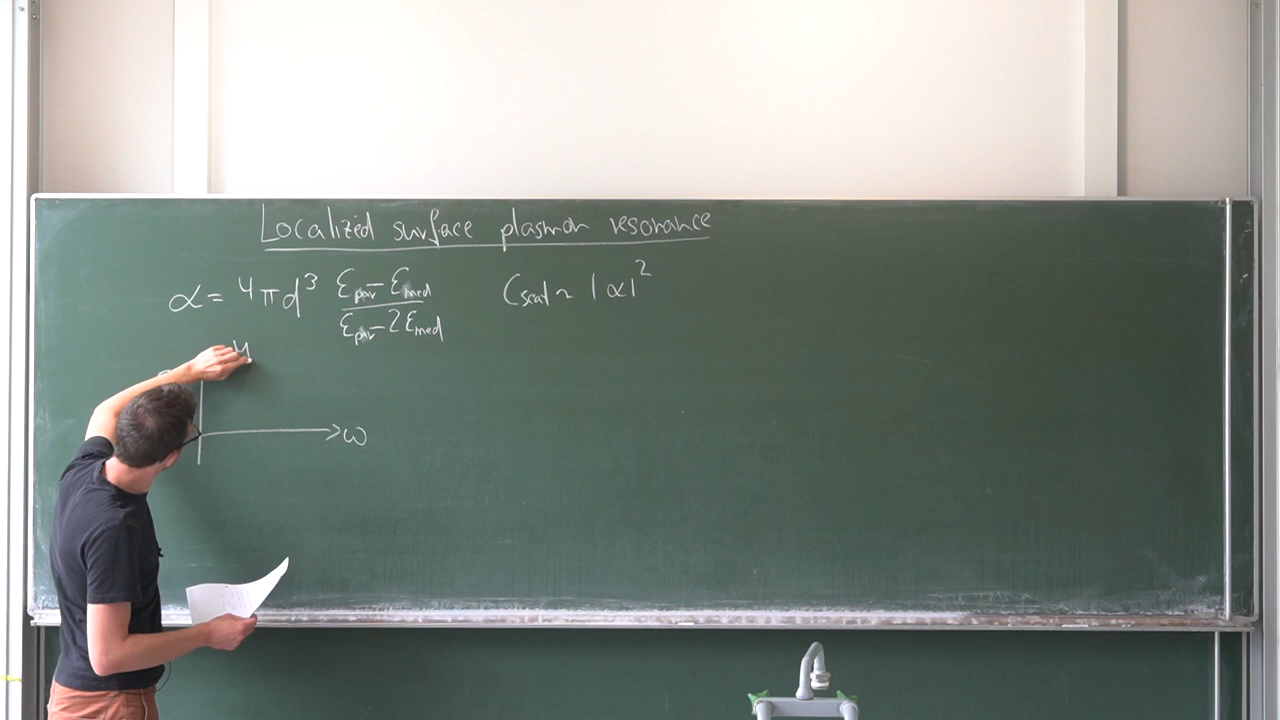 Localized surface plasmon resonance
α = 4πd³ (ε_par - ε_med)/(ε_par - 2ε_med) C_scat ~ |α|²
ω